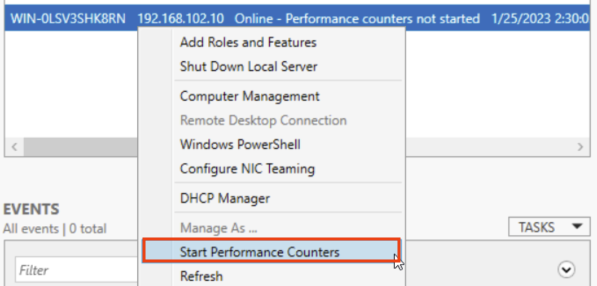 WIN-0LSV3SHK8RN 192.168.102.10 Online - Performance counters not started 1/25/2023 2:30:0
Add Roles and Features
Shut Down Local Server
Computer Management
Remote Desktop Connection
Windows PowerShell
Configure NIC Teaming
DHCP Manager
EVENTS
All events | 0 total
Manage As ...
TASKS
Start Performance Counters
Filter
Refresh